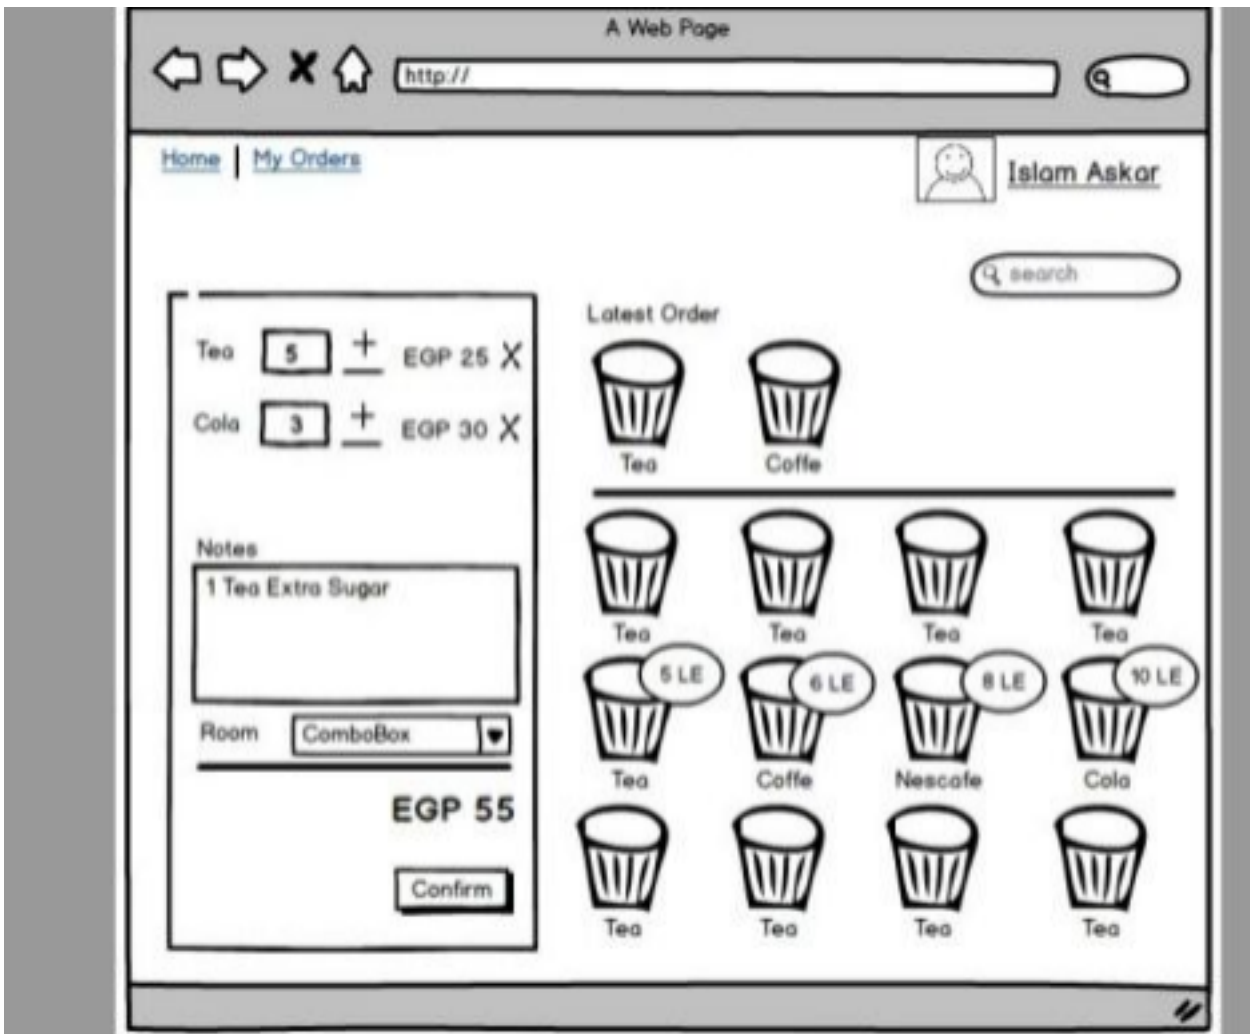 A Web Page
http://
Home | My Orders
Islam Askar
search
Tea 5 + EGP 25 X
Cola 3 + EGP 30 X
Notes
1 Tea Extra Sugar
Room ComboBox
EGP 55
Confirm
Latest Order
Tea Coffe
Tea Tea Tea Tea
5 LE 6 LE 8 LE 10 LE
Tea Coffe Nescafe Cola
Tea Tea Tea Tea